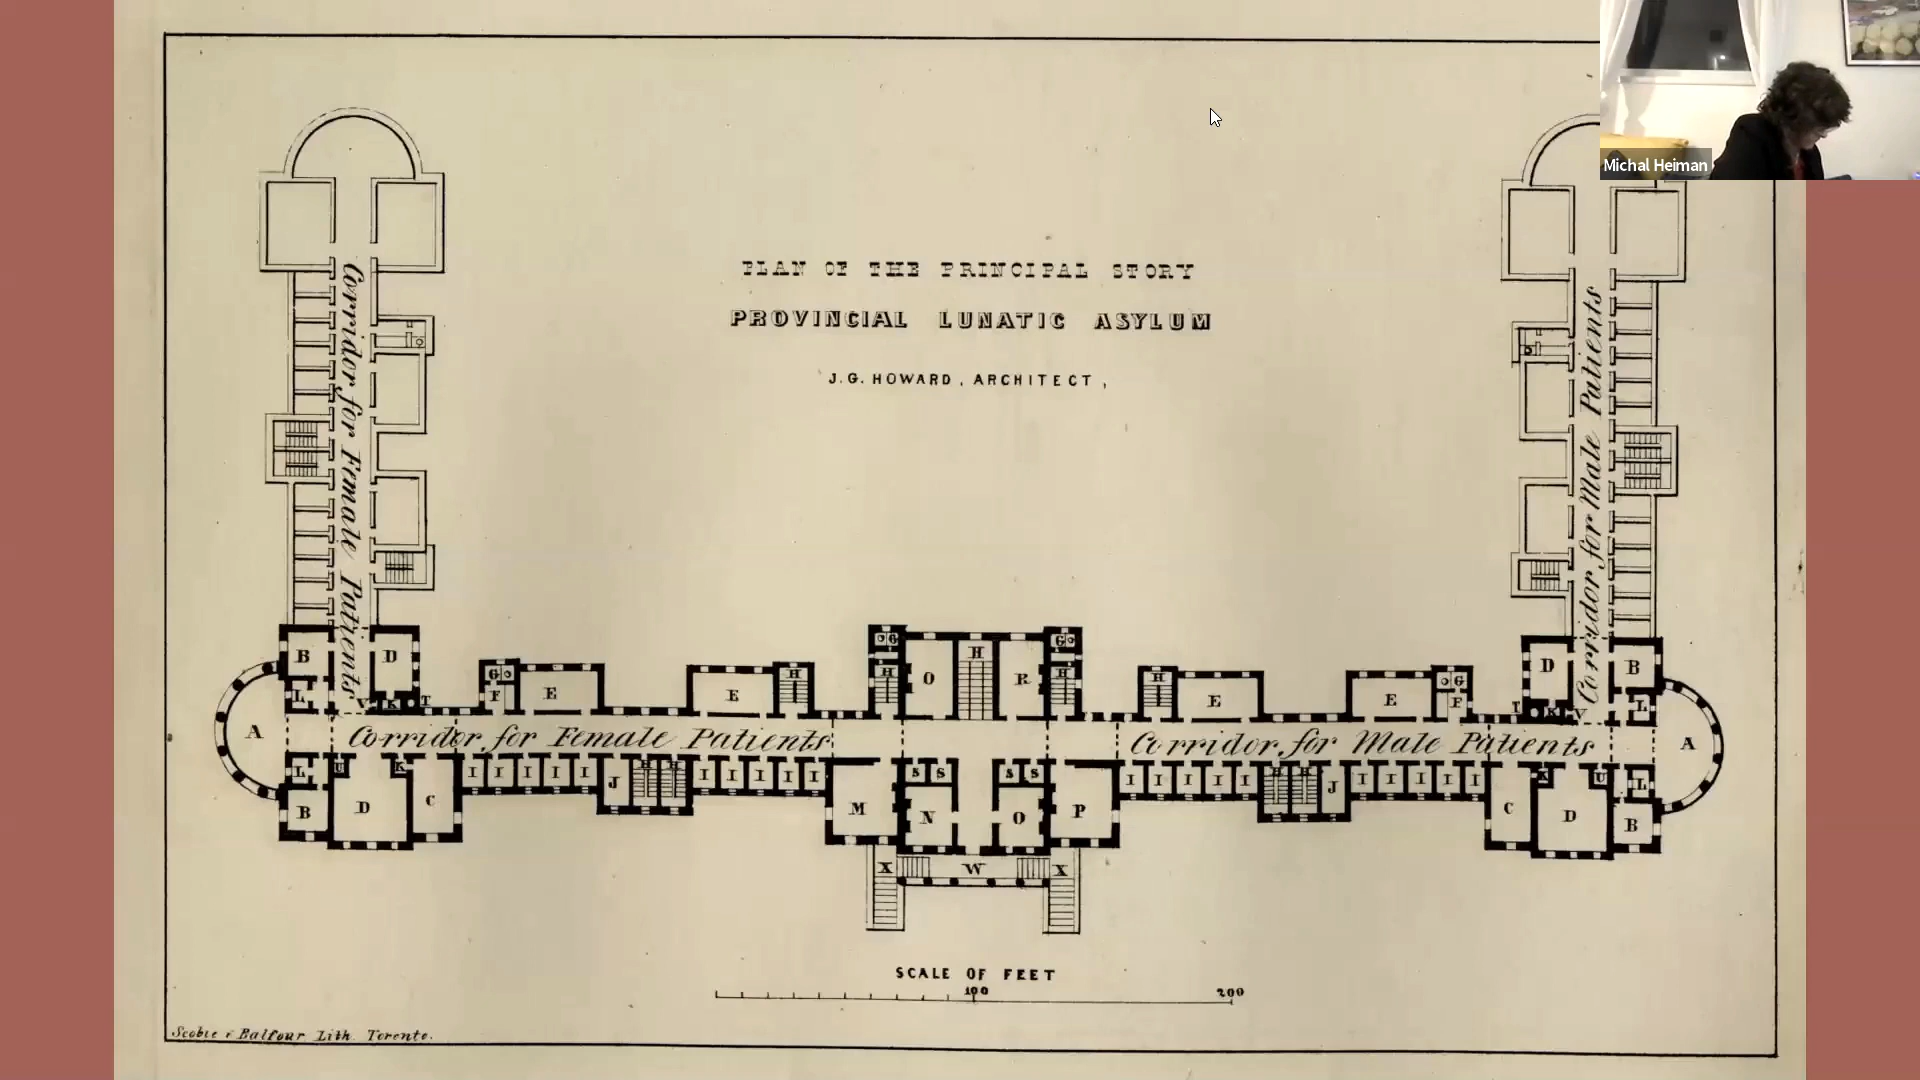 Michal Heiman
PLAN OF THE PRINCIPAL STORY
PROVINCIAL LUNATIC ASYLUM
J. G. HOWARD, ARCHITECT,
Corridor for Female Patients
Corridor for Male Patients
B D
B D
L V K T
G F E
E H
G H
O H R
G H
H E
E G F
T K V L
A
Corridor for Female Patients
Corridor for Male Patients
A
L U K
I I I I I J H H I I I I I
S S
S S
I I I I I H H J I I I I I
K U L
B D C
M N O P
C D B
X W X
SCALE OF FEET
100 200
Scobie & Balfour Lith. Toronto.